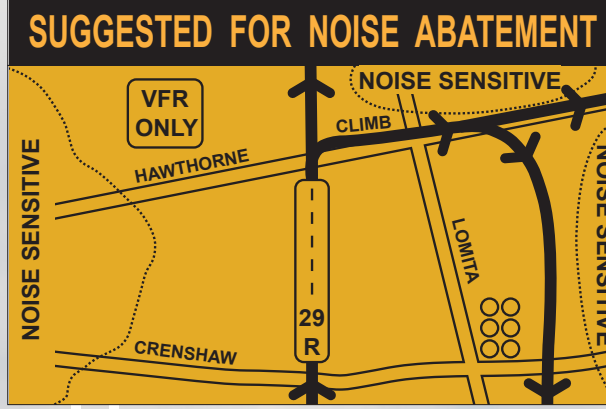 SUGGESTED FOR NOISE ABATEMENT
NOISE SENSITIVE
VFR
ONLY
CLIMB
HAWTHORNE
NOISE SENSITIVE
NOISE SENSITIVE
LOMITA
29
R
CRENSHAW